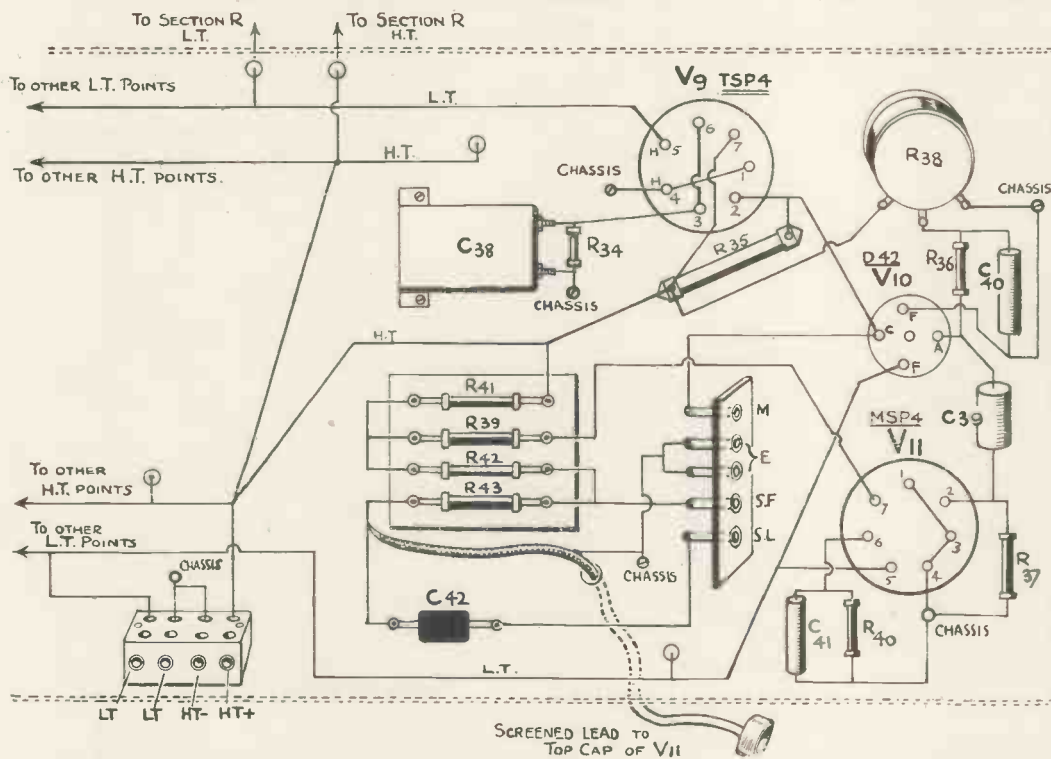 TO SECTION R
L.T.
TO SECTION R
H.T.
TO OTHER L.T. POINTS
L.T.
V9 TSP4
6
7
H 5
1
H 4
3
2
TO OTHER H.T. POINTS.
H.T.
CHASSIS
R38
CHASSIS
C38
R34
CHASSIS
R35
R36
C
40
D42
V10
F
C
A
F
H.T
R41
R39
R42
R43
M
E
S.F
S.L
C39
MSP4
V11
1
2
7
6
3
5
4
R
37
TO OTHER
H.T. POINTS
TO OTHER
L.T. POINTS
CHASSIS
CHASSIS
C42
C
41
R40
CHASSIS
L.T.
LT
LT
HT-
HT+
SCREENED LEAD TO
TOP CAP OF V11